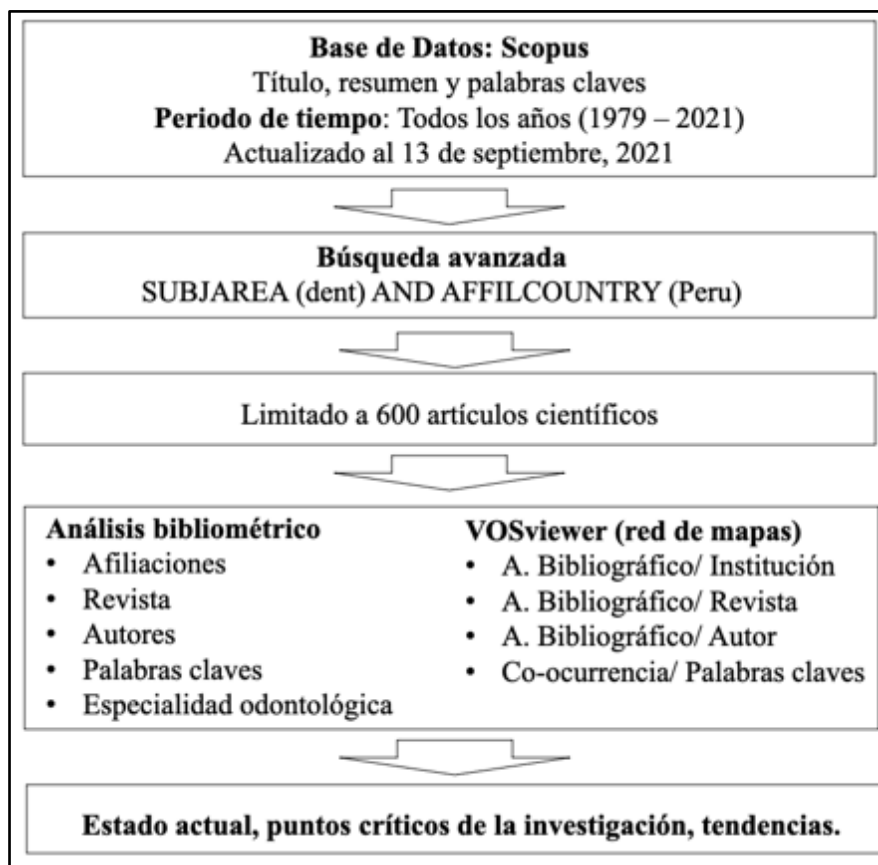 Base de Datos: Scopus
Título, resumen y palabras claves
Periodo de tiempo: Todos los años (1979 – 2021)
Actualizado al 13 de septiembre, 2021
Búsqueda avanzada
SUBJAREA (dent) AND AFFILCOUNTRY (Peru)
Limitado a 600 artículos científicos
Análisis bibliométrico
• Afiliaciones
• Revista
• Autores
• Palabras claves
• Especialidad odontológica
VOSviewer (red de mapas)
• A. Bibliográfico/ Institución
• A. Bibliográfico/ Revista
• A. Bibliográfico/ Autor
• Co-ocurrencia/ Palabras claves
Estado actual, puntos críticos de la investigación, tendencias.